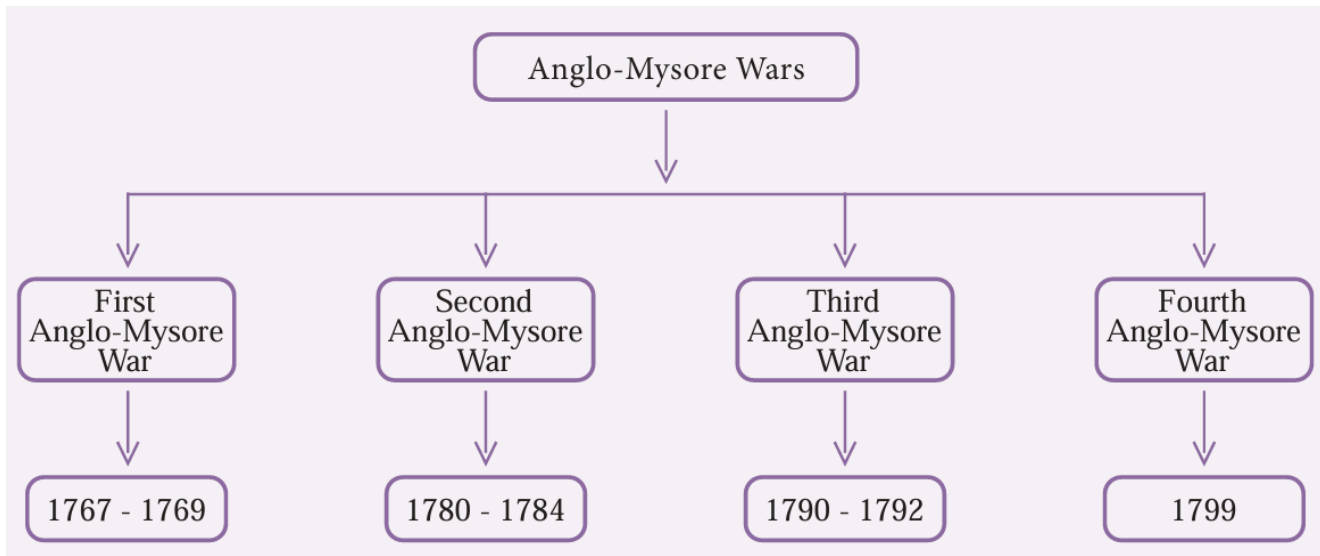 Anglo-Mysore Wars
First
Anglo-Mysore
War
Second
Anglo-Mysore
War
Third
Anglo-Mysore
War
Fourth
Anglo-Mysore
War
1767 - 1769
1780 - 1784
1790 - 1792
1799